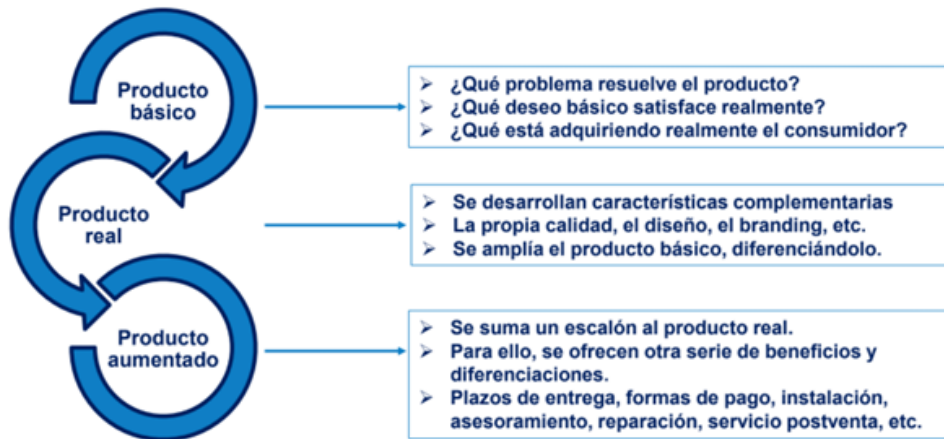 Producto
básico
➤ ¿Qué problema resuelve el producto?
➤ ¿Qué deseo básico satisface realmente?
➤ ¿Qué está adquiriendo realmente el consumidor?
Producto
real
➤ Se desarrollan características complementarias
➤ La propia calidad, el diseño, el branding, etc.
➤ Se amplía el producto básico, diferenciándolo.
Producto
aumentado
➤ Se suma un escalón al producto real.
➤ Para ello, se ofrecen otra serie de beneficios y
diferenciaciones.
➤ Plazos de entrega, formas de pago, instalación,
asesoramiento, reparación, servicio postventa, etc.